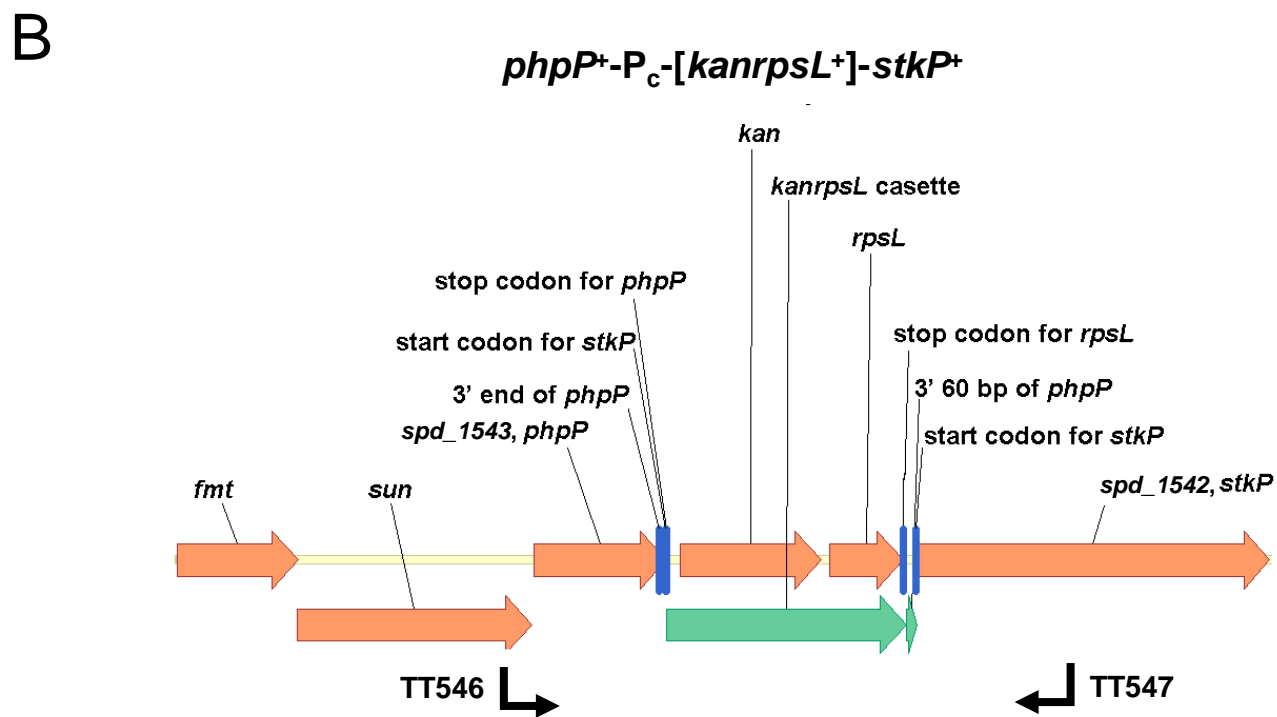 B
phpP+-Pc-[kanrpsL+]-stkP+
kan
kanrpsL casette
rpsL
stop codon for phpP
start codon for stkP
3’ end of phpP
spd_1543, phpP
stop codon for rpsL
3’ 60 bp of phpP
start codon for stkP
spd_1542, stkP
fmt
sun
TT546
TT547